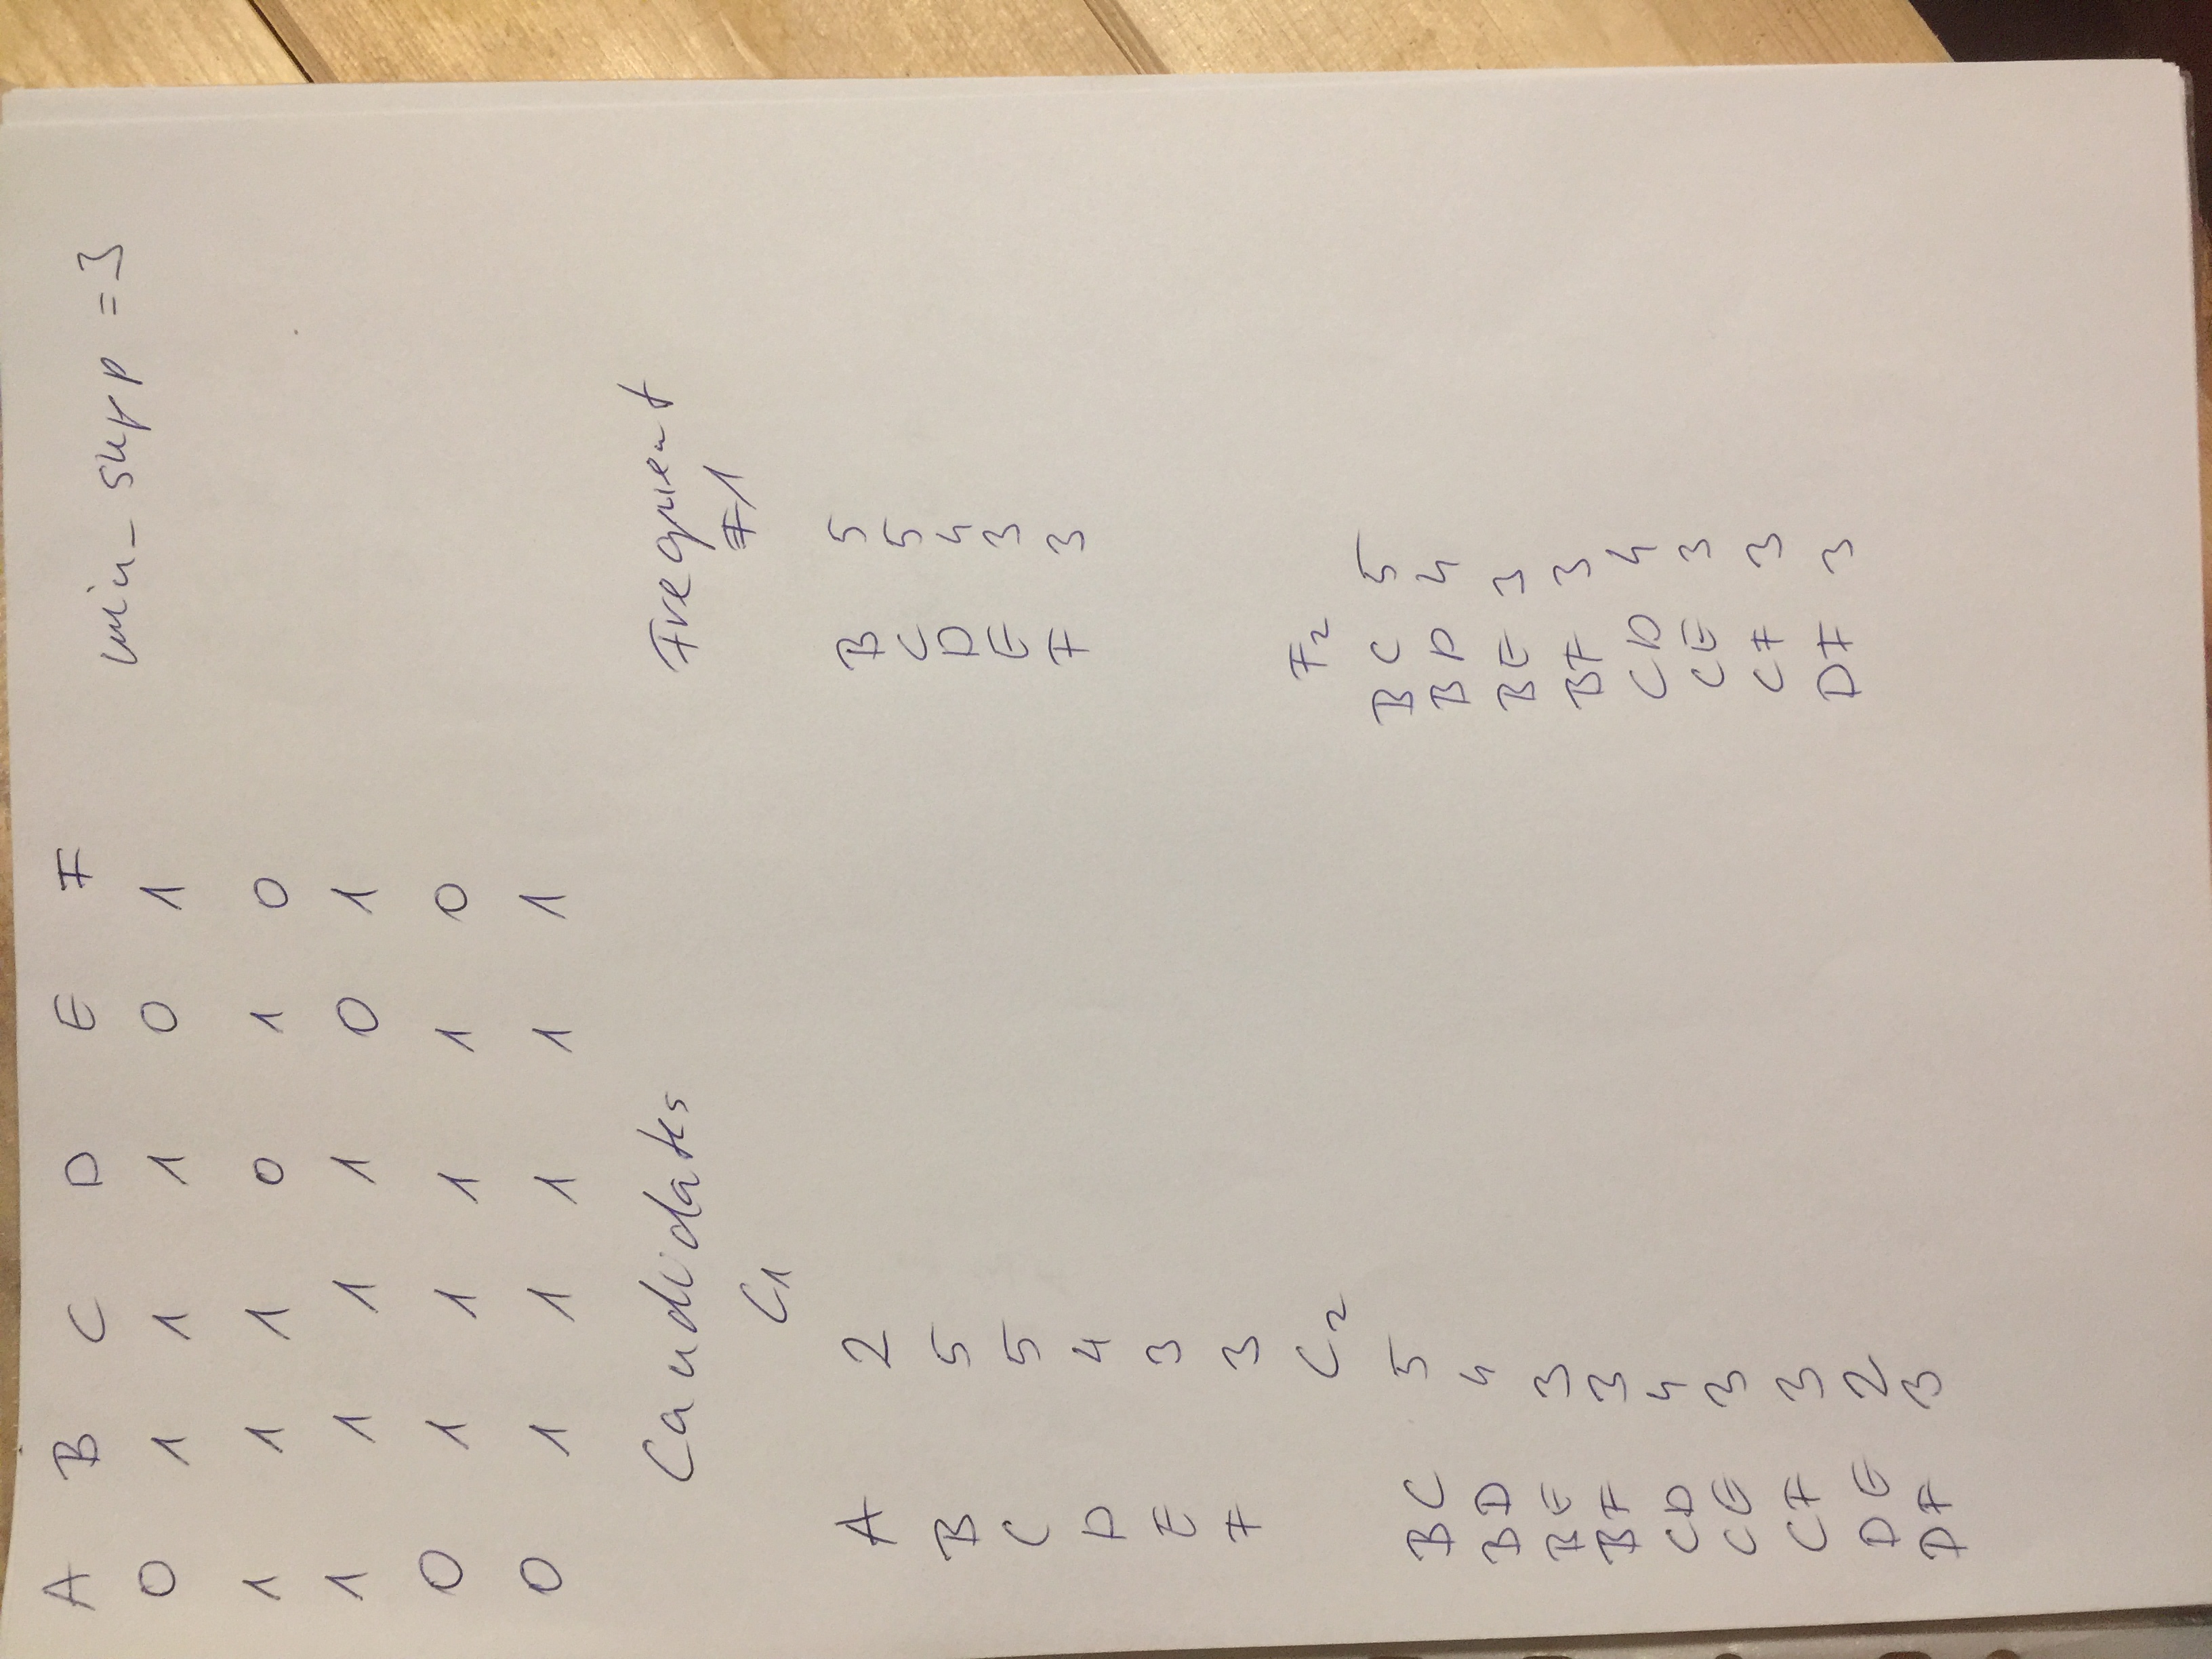 A B C D E F min_supp = 3
0 1 1 1 0 1
1 1 1 0 1 0
1 1 1 1 0 1
0 1 1 1 1 0
0 1 1 1 1 1
Candidates
C1
A 2
B 5
C 5
D 4
E 3
F 3
C2
BC 5
BD 4
BE 3
BF 3
CD 4
CE 3
CF 3
DE 2
DF 3
Frequent
F1
B 5
C 5
D 4
E 3
F 3
F2
BC 5
BD 4
BE 3
BF 3
CD 4
CE 3
CF 3
DF 3